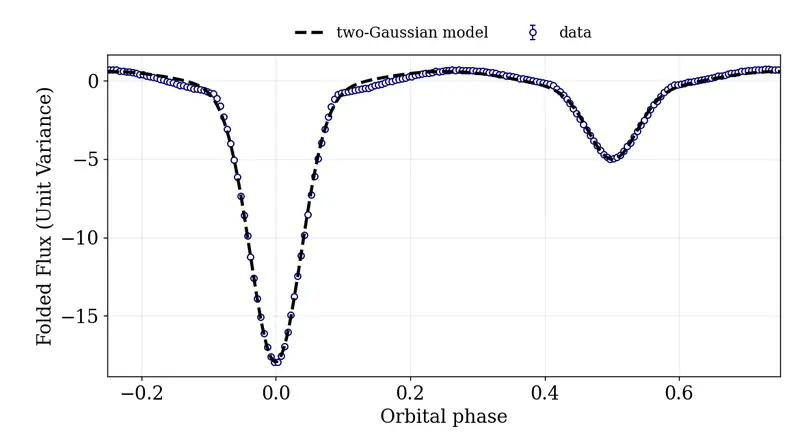 two-Gaussian model
data
Folded Flux (Unit Variance)
0
−5
−10
−15
−0.2
0.0
0.2
0.4
0.6
Orbital phase